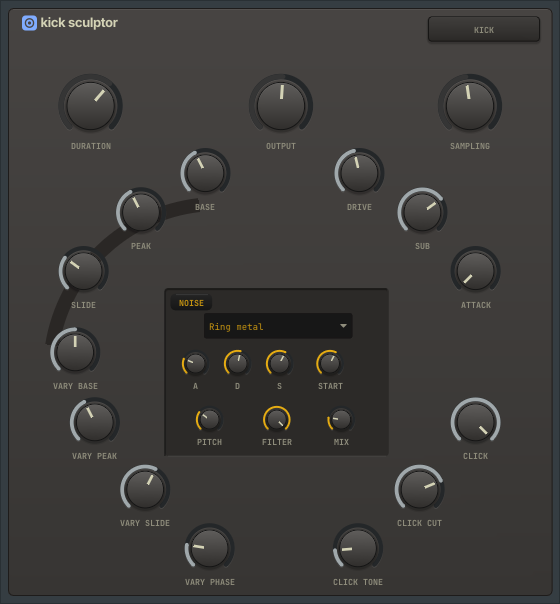 kick sculptor
KICK
DURATION
OUTPUT
SAMPLING
BASE
DRIVE
PEAK
SUB
SLIDE
ATTACK
NOISE
Ring metal
A
D
S
START
VARY BASE
PITCH
FILTER
MIX
VARY PEAK
CLICK
VARY SLIDE
CLICK CUT
VARY PHASE
CLICK TONE